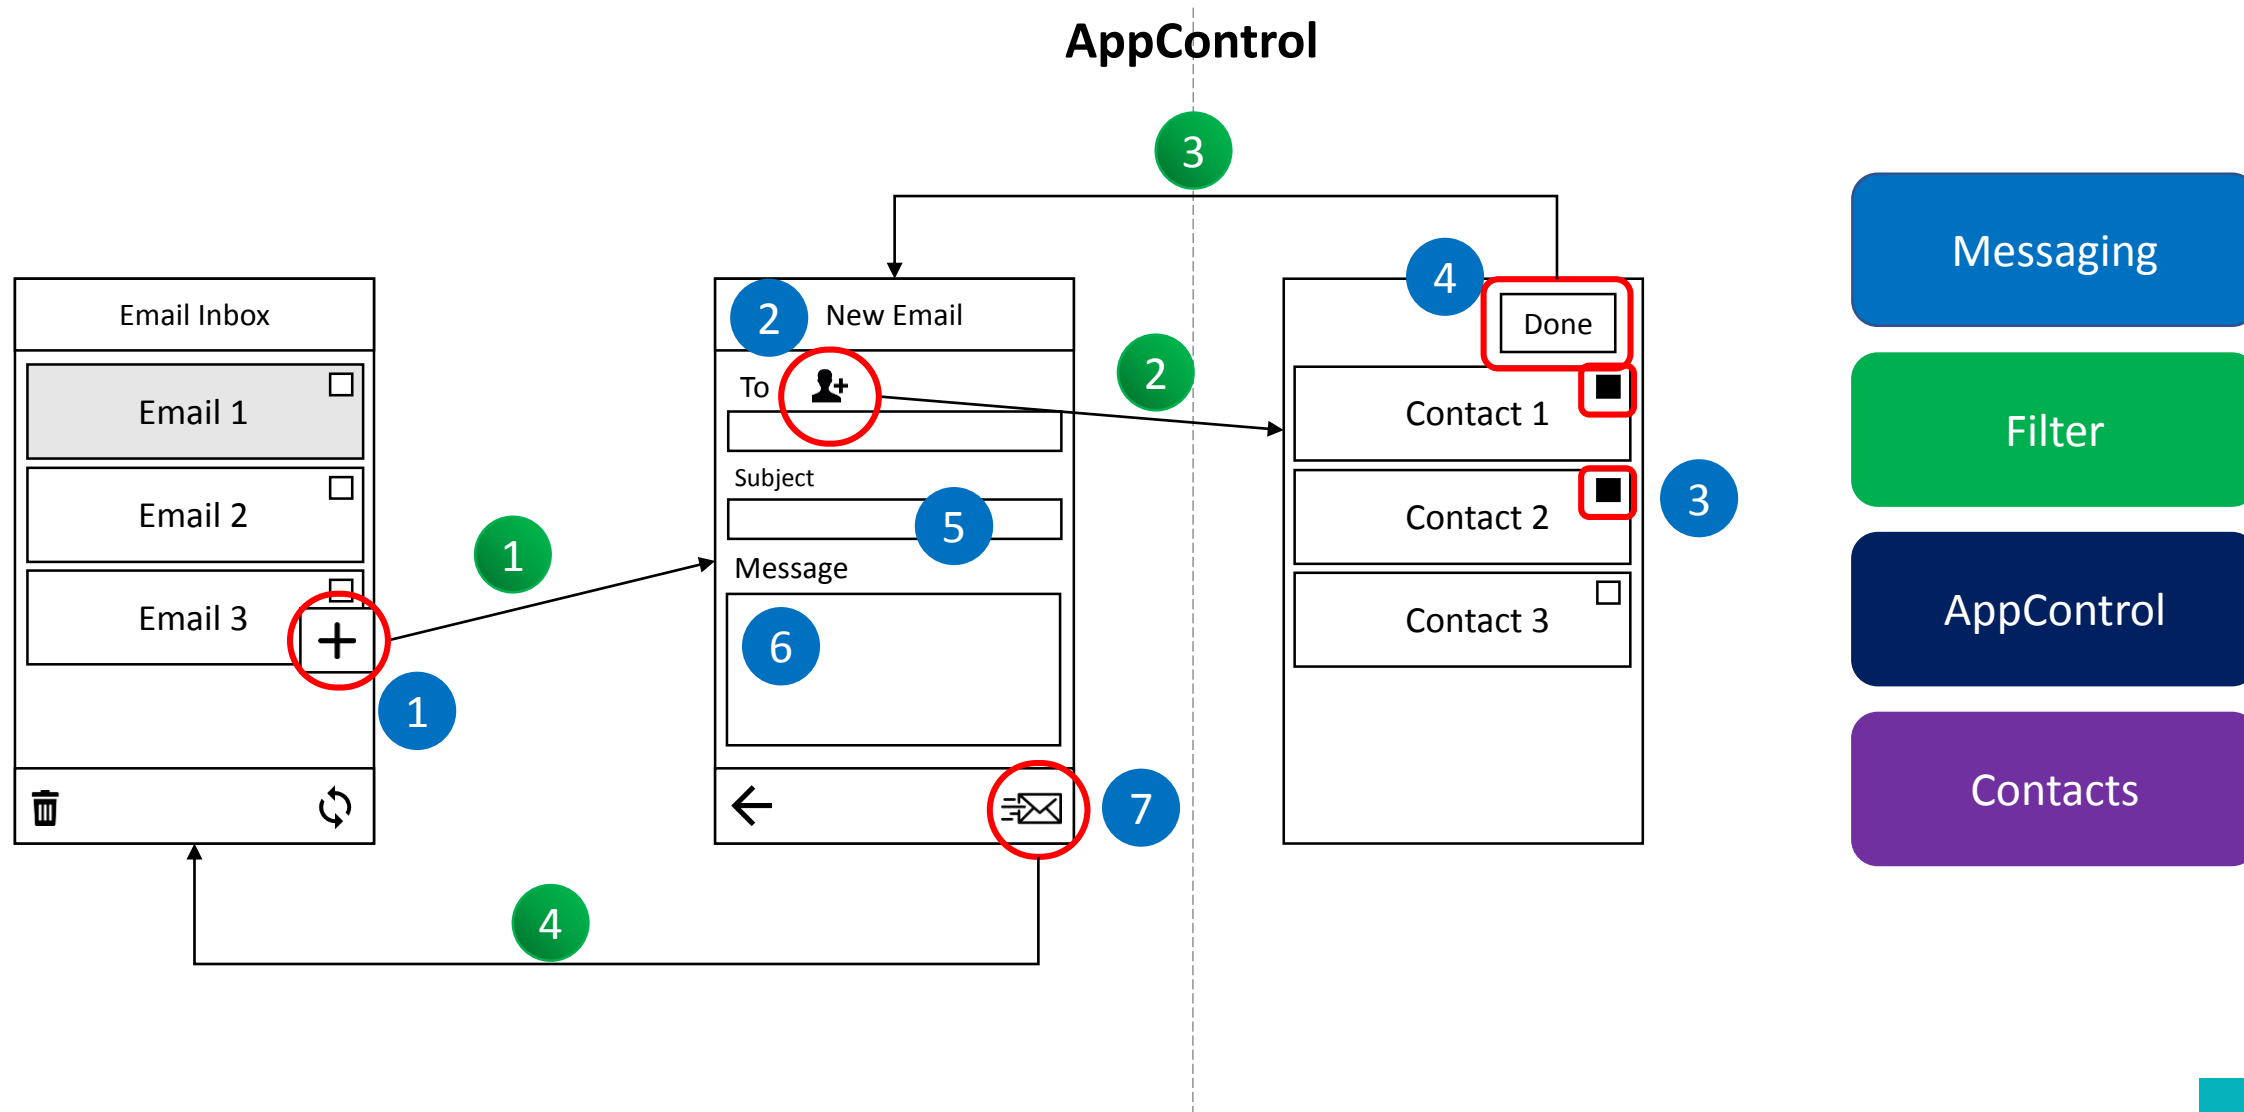 AppControl
3
Email Inbox
Email 1
Email 2
Email 3
1
1
4
2
New Email
To
Subject
5
Message
6
7
2
4
Done
Contact 1
Contact 2
3
Contact 3
Messaging
Filter
AppControl
Contacts